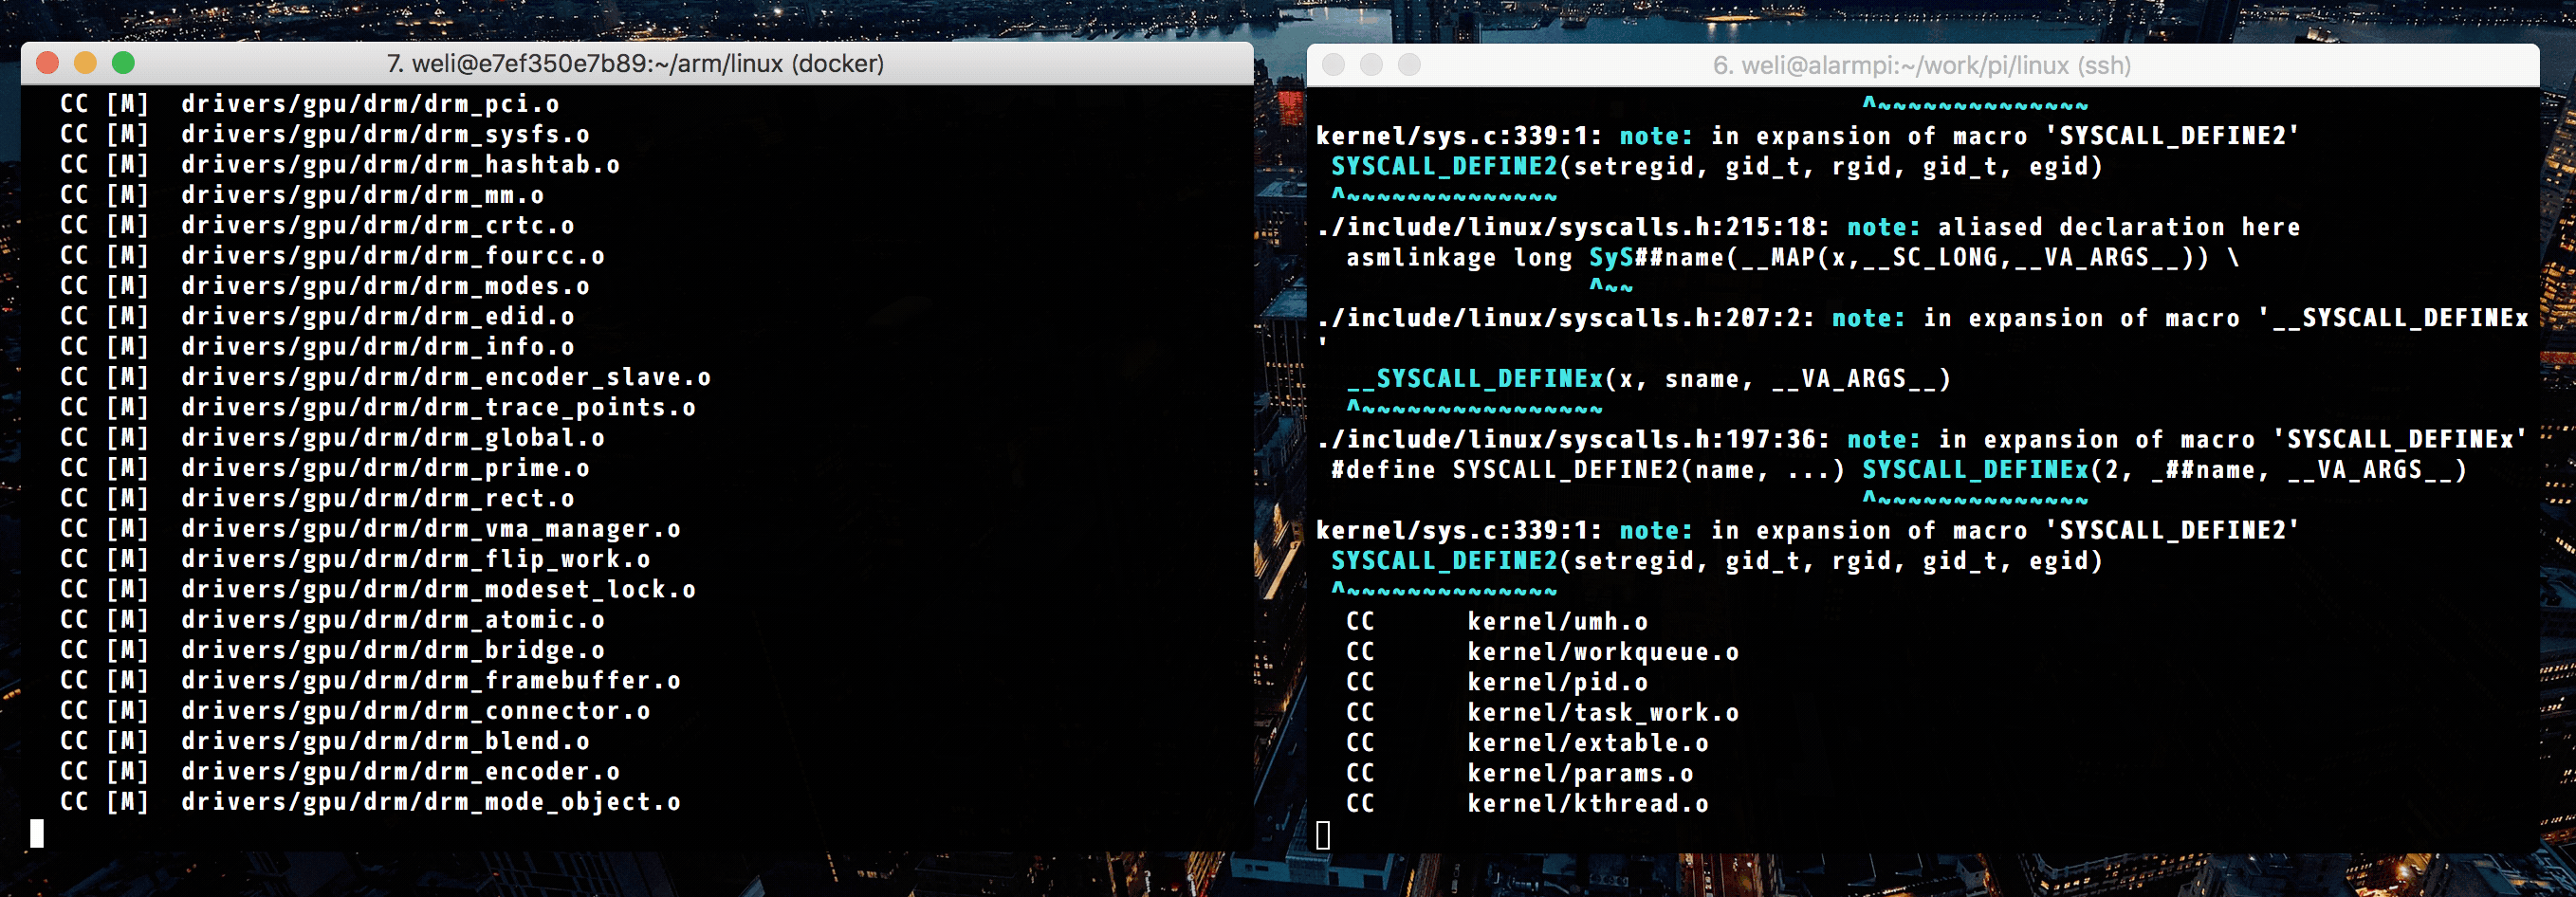 7. weli@e7ef350e7b89:~/arm/linux (docker)
CC [M]  drivers/gpu/drm/drm_pci.o
CC [M]  drivers/gpu/drm/drm_sysfs.o
CC [M]  drivers/gpu/drm/drm_hashtab.o
CC [M]  drivers/gpu/drm/drm_mm.o
CC [M]  drivers/gpu/drm/drm_crtc.o
CC [M]  drivers/gpu/drm/drm_fourcc.o
CC [M]  drivers/gpu/drm/drm_modes.o
CC [M]  drivers/gpu/drm/drm_edid.o
CC [M]  drivers/gpu/drm/drm_info.o
CC [M]  drivers/gpu/drm/drm_encoder_slave.o
CC [M]  drivers/gpu/drm/drm_trace_points.o
CC [M]  drivers/gpu/drm/drm_global.o
CC [M]  drivers/gpu/drm/drm_prime.o
CC [M]  drivers/gpu/drm/drm_rect.o
CC [M]  drivers/gpu/drm/drm_vma_manager.o
CC [M]  drivers/gpu/drm/drm_flip_work.o
CC [M]  drivers/gpu/drm/drm_modeset_lock.o
CC [M]  drivers/gpu/drm/drm_atomic.o
CC [M]  drivers/gpu/drm/drm_bridge.o
CC [M]  drivers/gpu/drm/drm_framebuffer.o
CC [M]  drivers/gpu/drm/drm_connector.o
CC [M]  drivers/gpu/drm/drm_blend.o
CC [M]  drivers/gpu/drm/drm_encoder.o
CC [M]  drivers/gpu/drm/drm_mode_object.o
6. weli@alarmpi:~/work/pi/linux (ssh)
^~~~~~~~~~~~~~~
kernel/sys.c:339:1: note: in expansion of macro 'SYSCALL_DEFINE2'
SYSCALL_DEFINE2(setregid, gid_t, rgid, gid_t, egid)
^~~~~~~~~~~~~~~
./include/linux/syscalls.h:215:18: note: aliased declaration here
asmlinkage long SyS##name(__MAP(x,__SC_LONG,__VA_ARGS__)) \
^~~
./include/linux/syscalls.h:207:2: note: in expansion of macro '__SYSCALL_DEFINEx
'
__SYSCALL_DEFINEx(x, sname, __VA_ARGS__)
^~~~~~~~~~~~~~~~~
./include/linux/syscalls.h:197:36: note: in expansion of macro 'SYSCALL_DEFINEx'
#define SYSCALL_DEFINE2(name, ...) SYSCALL_DEFINEx(2, _##name, __VA_ARGS__)
^~~~~~~~~~~~~~~
kernel/sys.c:339:1: note: in expansion of macro 'SYSCALL_DEFINE2'
SYSCALL_DEFINE2(setregid, gid_t, rgid, gid_t, egid)
^~~~~~~~~~~~~~~
CC      kernel/umh.o
CC      kernel/workqueue.o
CC      kernel/pid.o
CC      kernel/task_work.o
CC      kernel/extable.o
CC      kernel/params.o
CC      kernel/kthread.o